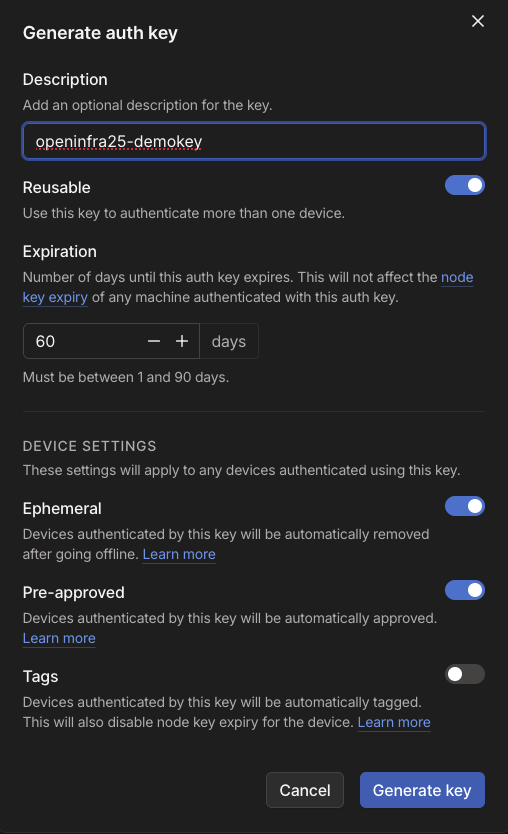 Generate auth key
Description
Add an optional description for the key.
openinfra25-demokey
Reusable
Use this key to authenticate more than one device.
Expiration
Number of days until this auth key expires. This will not affect the node
key expiry of any machine authenticated with this auth key.
60 days
Must be between 1 and 90 days.
DEVICE SETTINGS
These settings will apply to any devices authenticated using this key.
Ephemeral
Devices authenticated by this key will be automatically removed
after going offline. Learn more
Pre-approved
Devices authenticated by this key will be automatically approved.
Learn more
Tags
Devices authenticated by this key will be automatically tagged.
This will also disable node key expiry for the device. Learn more
Cancel Generate key